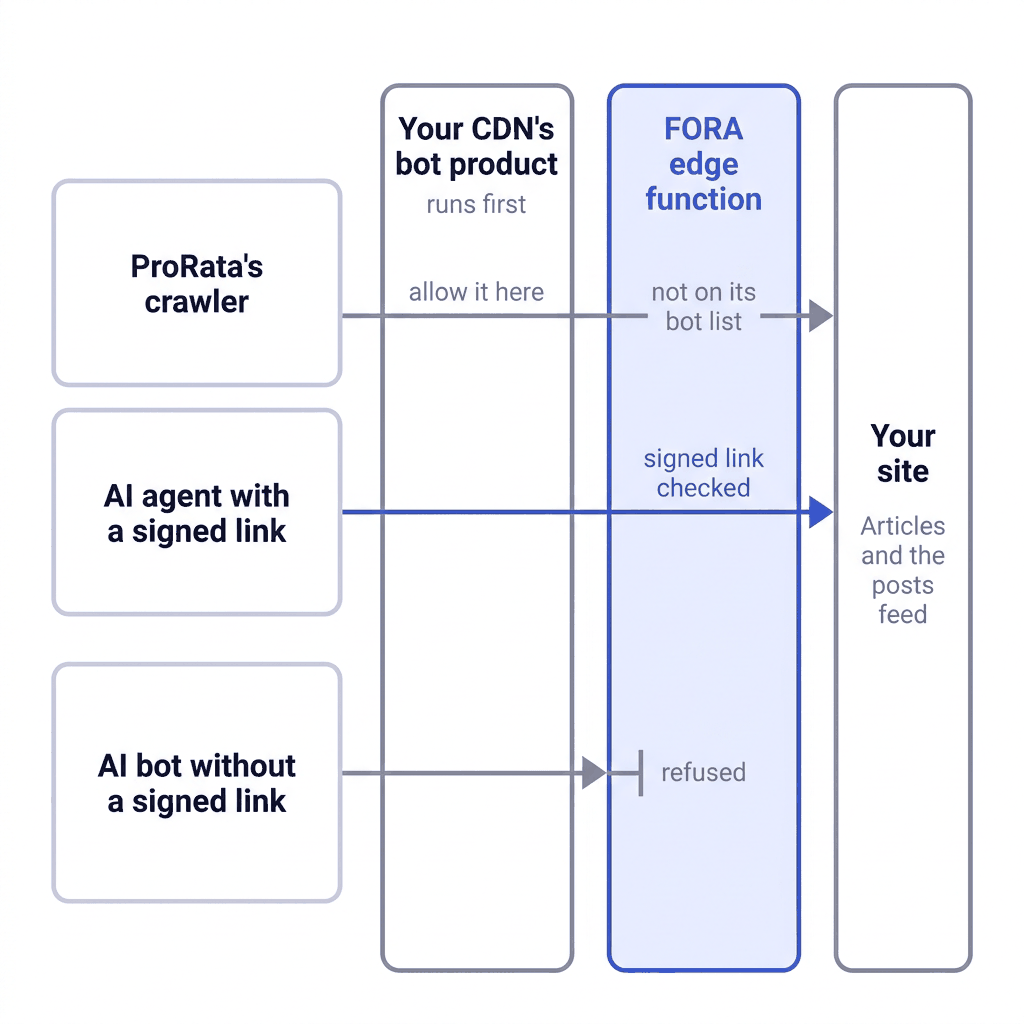 Your CDN's
bot product
runs first
FORA
edge
function
ProRata's
crawler
allow it here
not on its
bot list
AI agent with
a signed link
signed link
checked
Your
site
Articles
and the
posts
feed
AI bot without
a signed link
refused